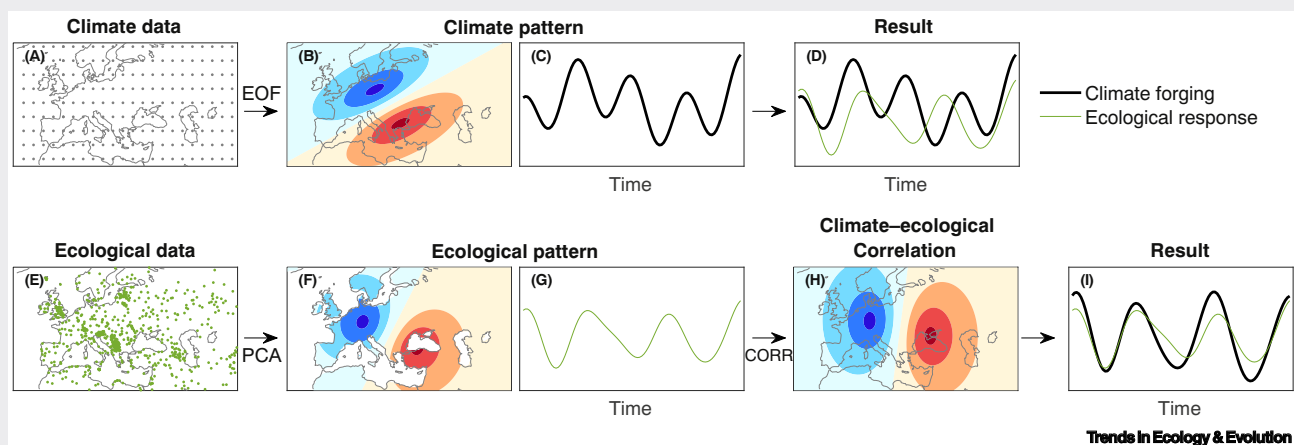 Climate data
Climate pattern
Result
(A)
EOF
(B)
(C)
(D)
Climate forging
Ecological response
Time
Time
Climate–ecological
Correlation
Ecological data
Ecological pattern
Result
(E)
PCA
(F)
(G)
CORR
(H)
(I)
Time
Time
Trends in Ecology & Evolution